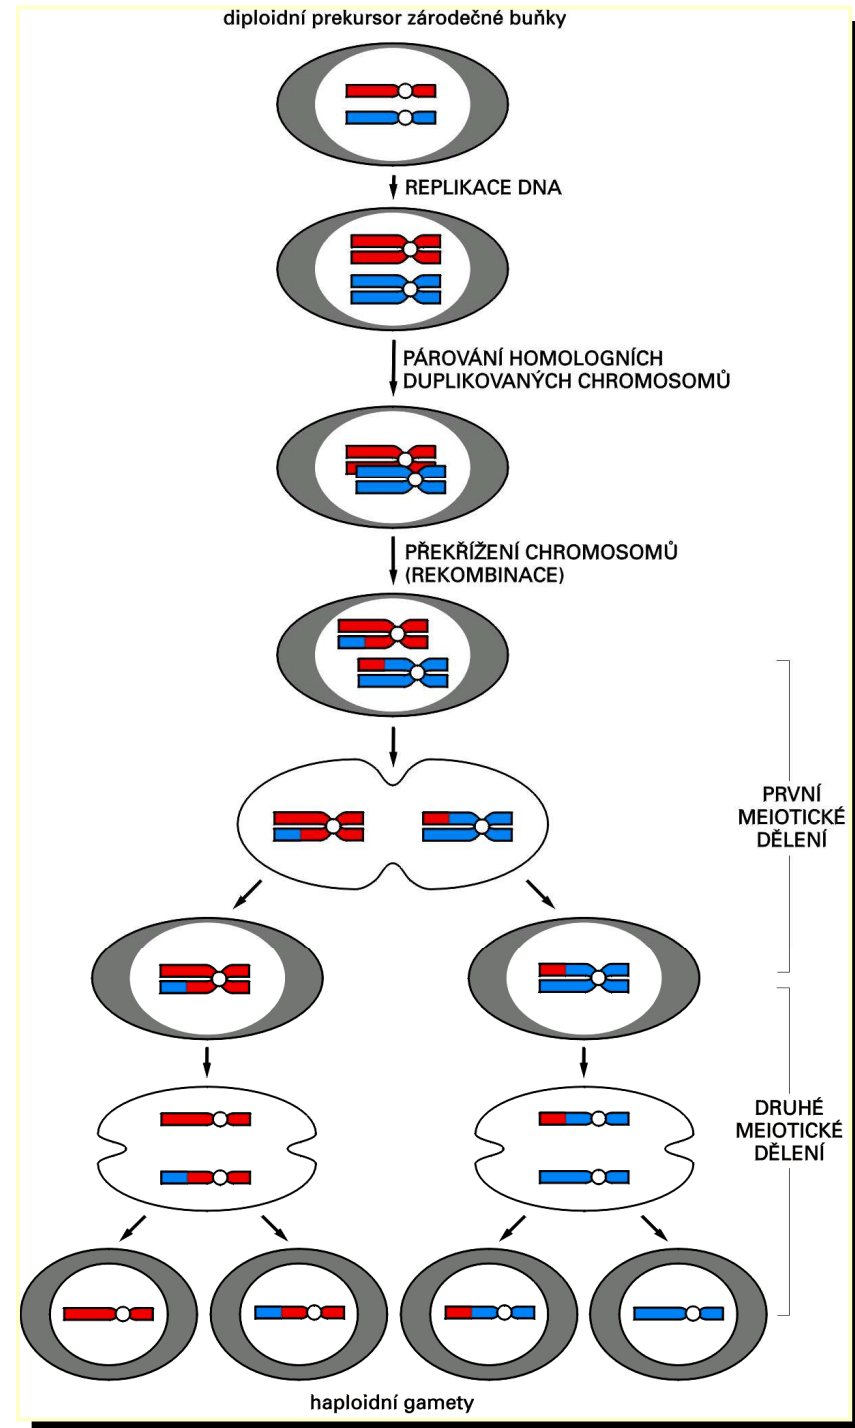 diploidní prekursor zárodečné buňky
REPLIKACE DNA
PÁROVÁNÍ HOMOLOGNÍCH
DUPLIKOVANÝCH CHROMOSOMŮ
PŘEKŘÍŽENÍ CHROMOSOMŮ
(REKOMBINACE)
PRVNÍ
MEIOTICKÉ
DĚLENÍ
DRUHÉ
MEIOTICKÉ
DĚLENÍ
haploidní gamety